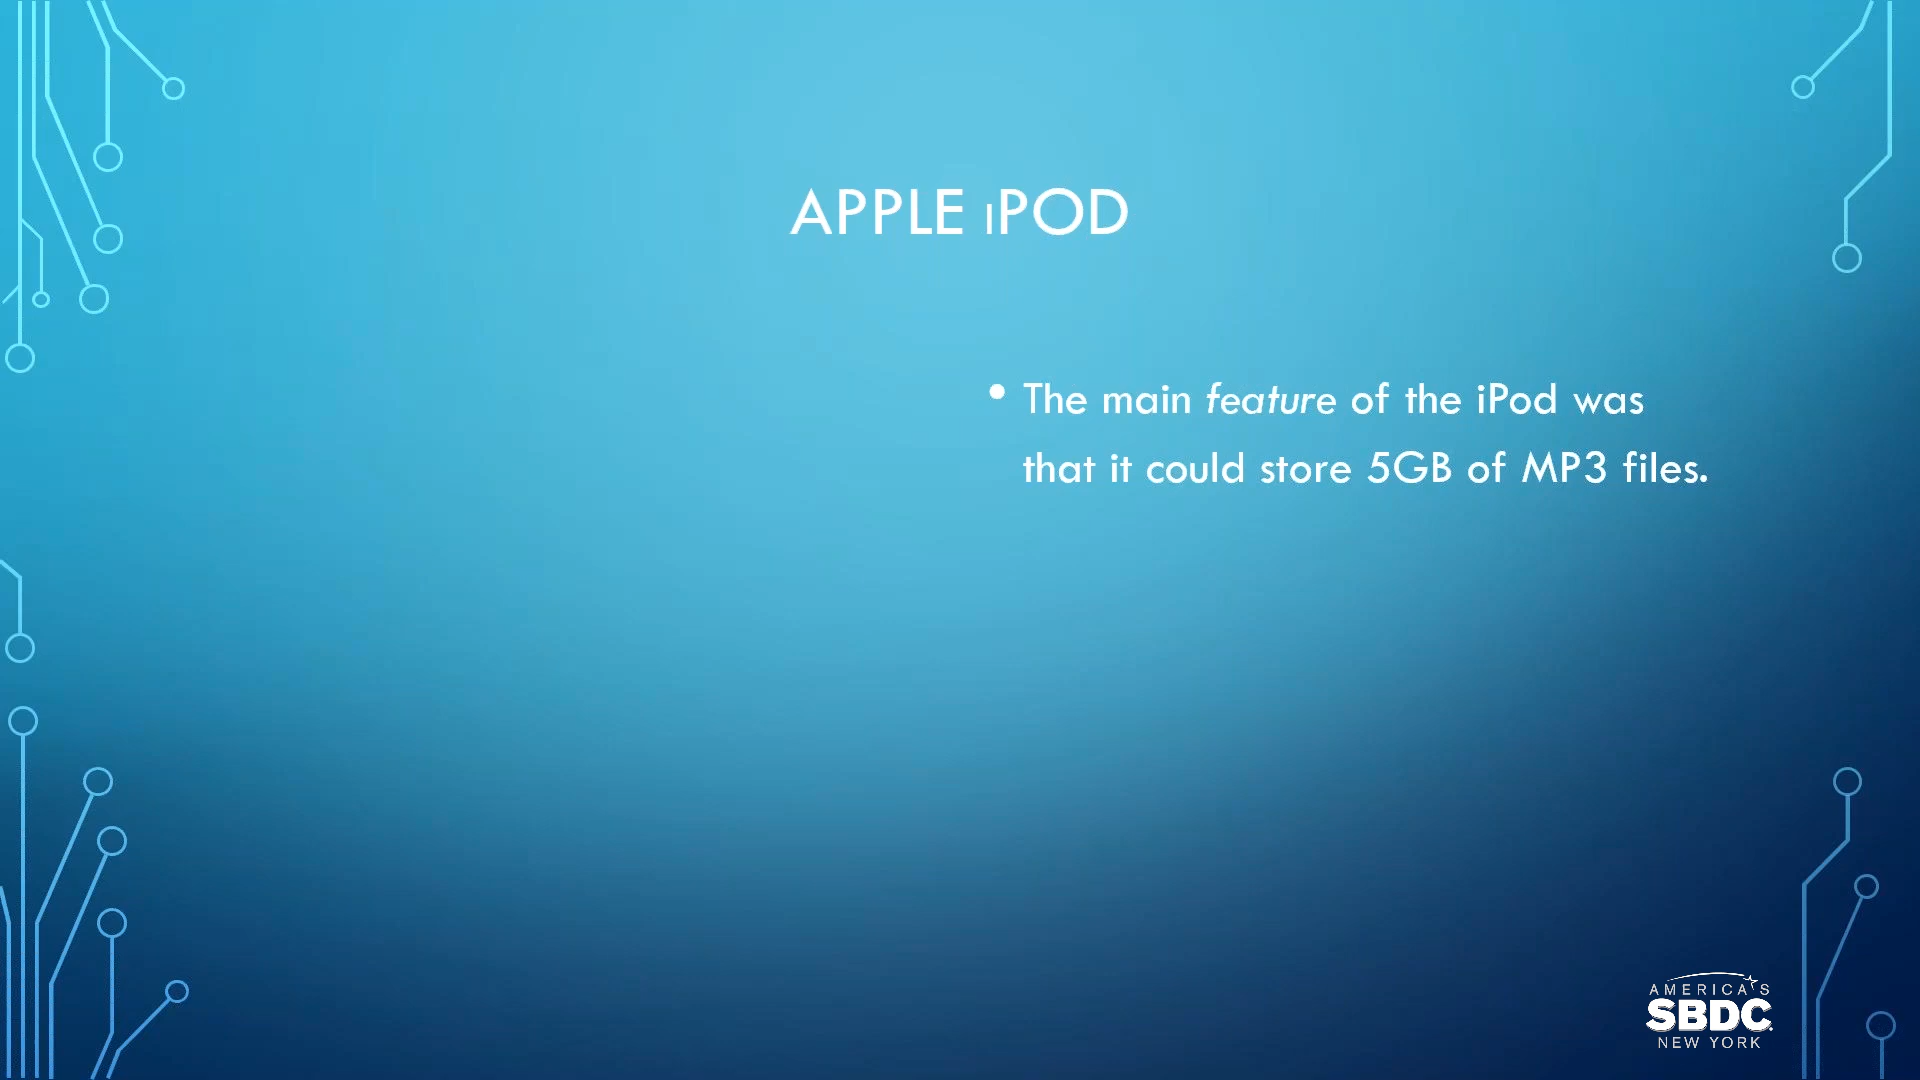 APPLE iPOD
• The main feature of the iPod was
that it could store 5GB of MP3 files.
AMERICA'S
SBDC
NEW YORK